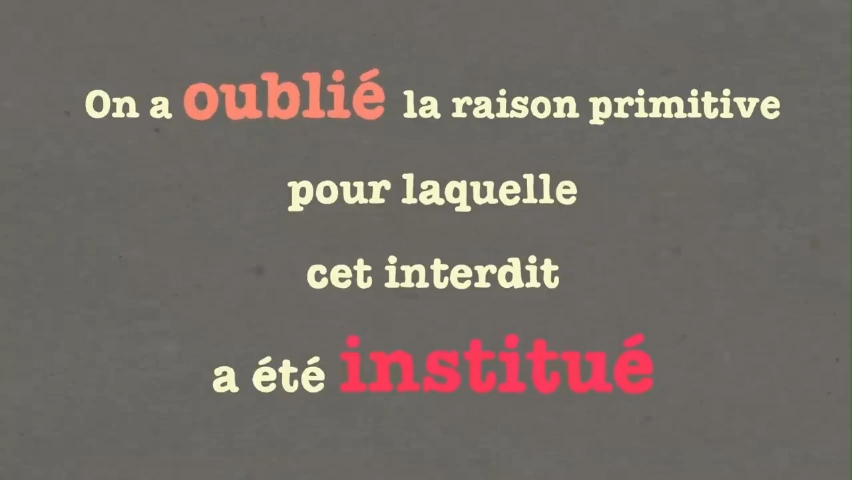 On a oublié la raison primitive
pour laquelle
cet interdit
a été institué